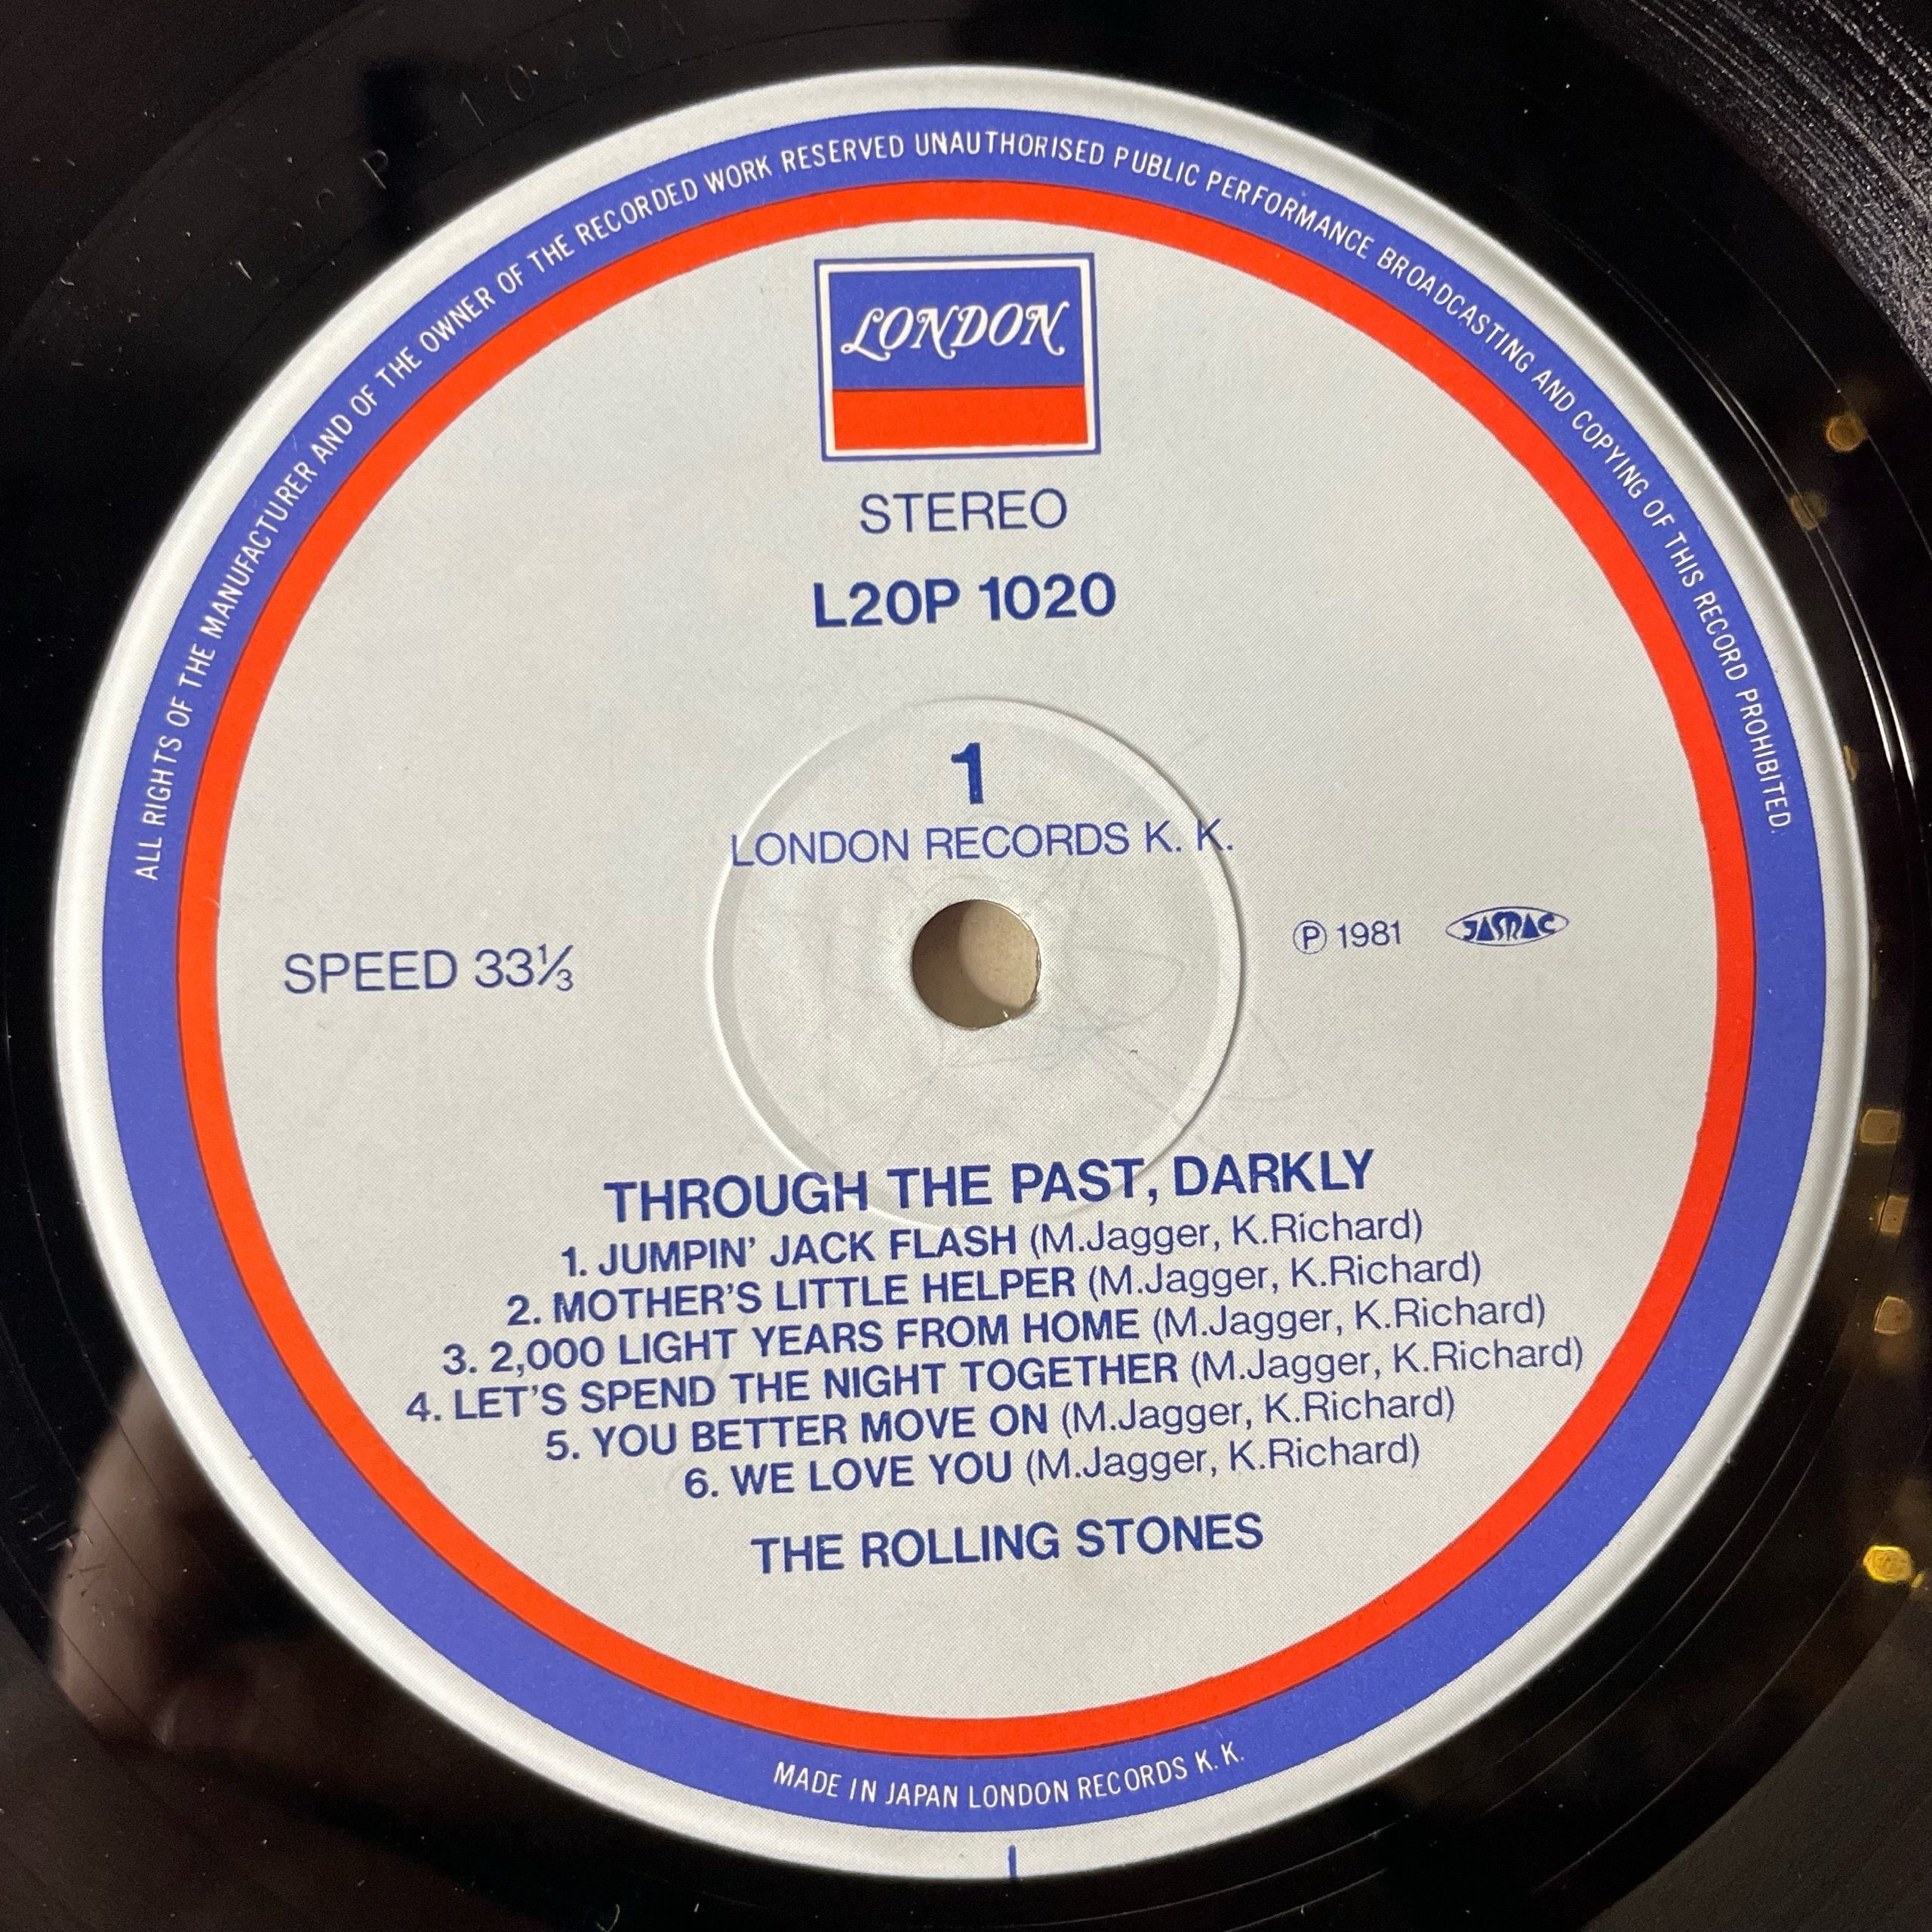 L20P-1020A
ALL RIGHTS OF THE MANUFACTURER AND OF THE OWNER OF THE RECORDED WORK RESERVED UNAUTHORISED PUBLIC PERFORMANCE BROADCASTING AND COPYING OF THIS RECORD PROHIBITED.
LONDON
STEREO
L20P 1020
1
LONDON RECORDS K. K.
SPEED 33⅓
Ⓟ 1981 JASRAC
THROUGH THE PAST, DARKLY
1. JUMPIN' JACK FLASH (M.Jagger, K.Richard)
2. MOTHER'S LITTLE HELPER (M.Jagger, K.Richard)
3. 2,000 LIGHT YEARS FROM HOME (M.Jagger, K.Richard)
4. LET'S SPEND THE NIGHT TOGETHER (M.Jagger, K.Richard)
5. YOU BETTER MOVE ON (M.Jagger, K.Richard)
6. WE LOVE YOU (M.Jagger, K.Richard)
THE ROLLING STONES
MADE IN JAPAN LONDON RECORDS K. K.